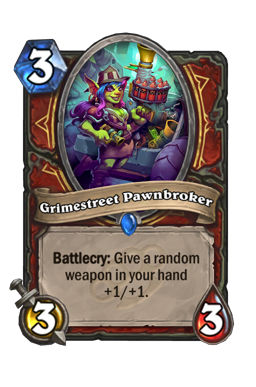 3
Grimestreet Pawnbroker
Battlecry: Give a random
weapon in your hand
+1/+1.
3
3